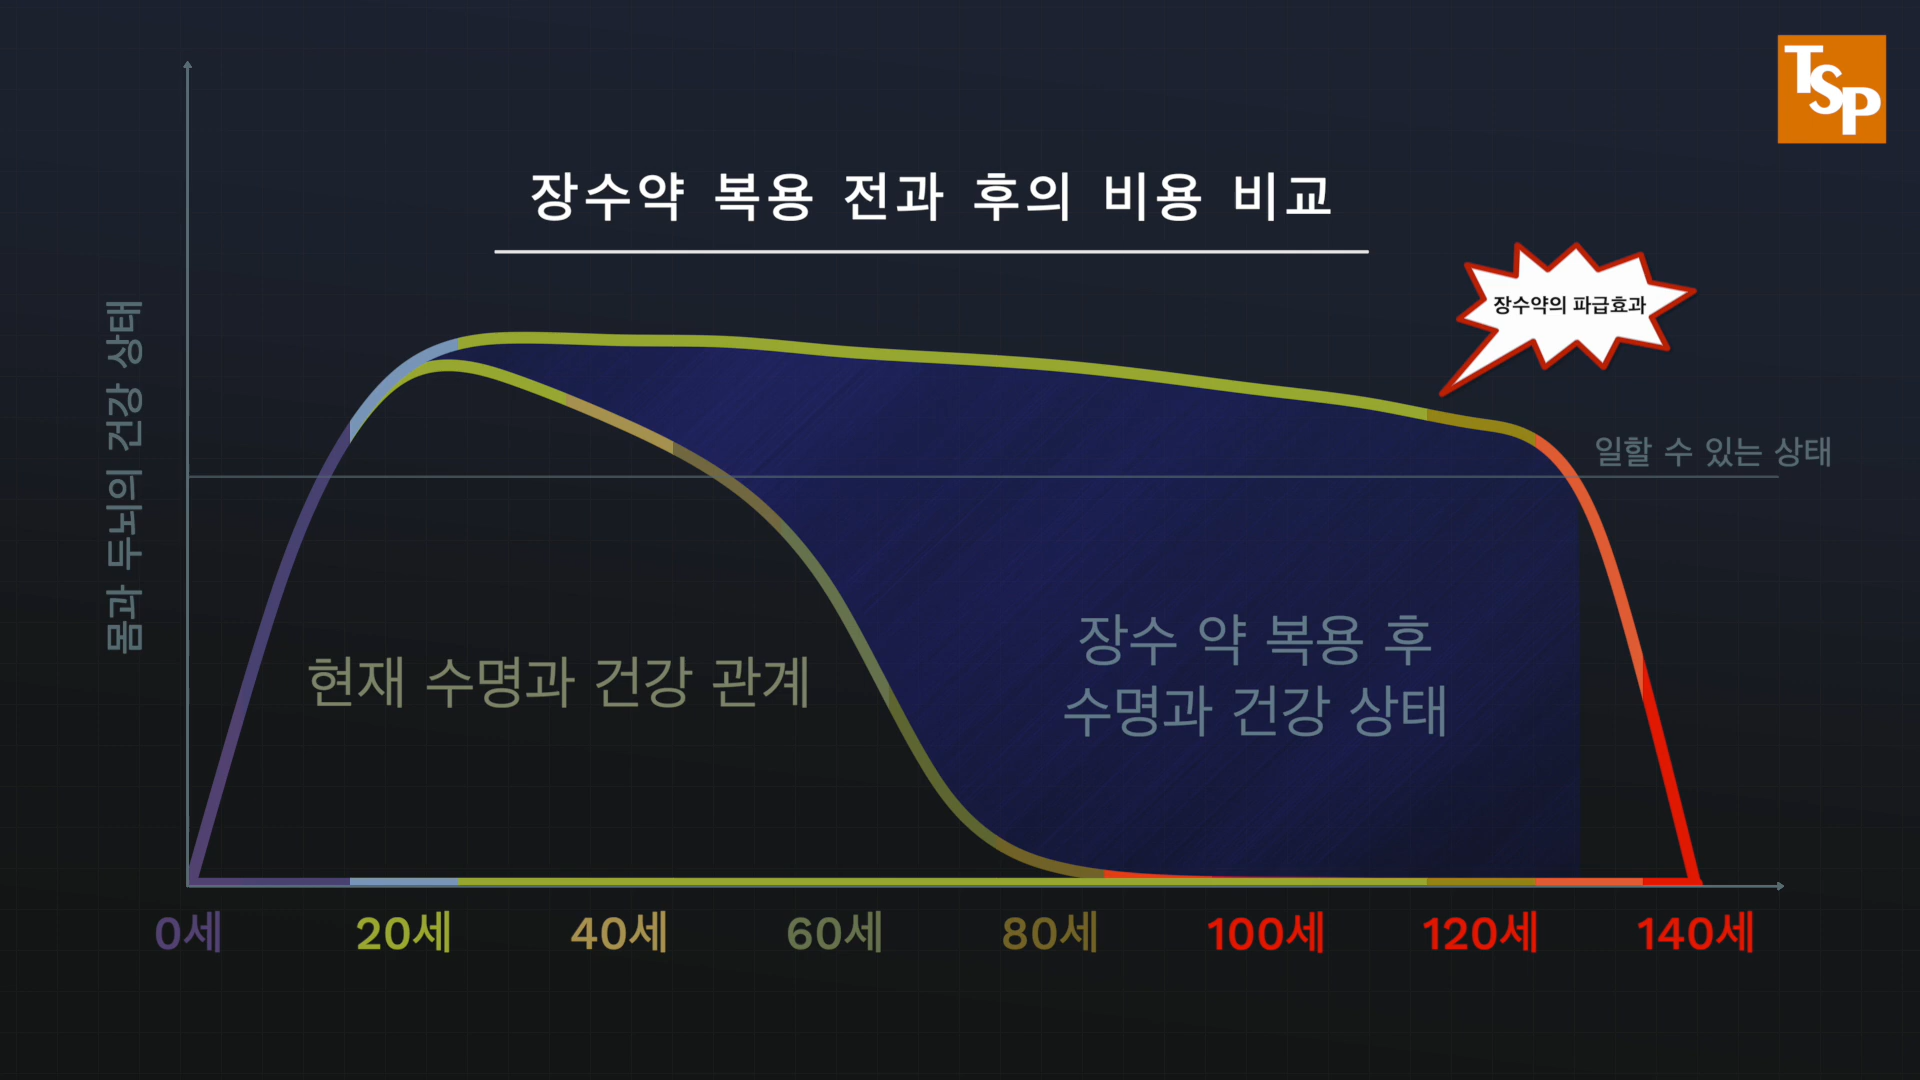 TSP
장수약 복용 전과 후의 비용 비교
장수약의 파급효과
몸과 두뇌의 건강 상태
일할 수 있는 상태
현재 수명과 건강 관계
장수 약 복용 후
수명과 건강 상태
0세 20세 40세 60세 80세 100세 120세 140세